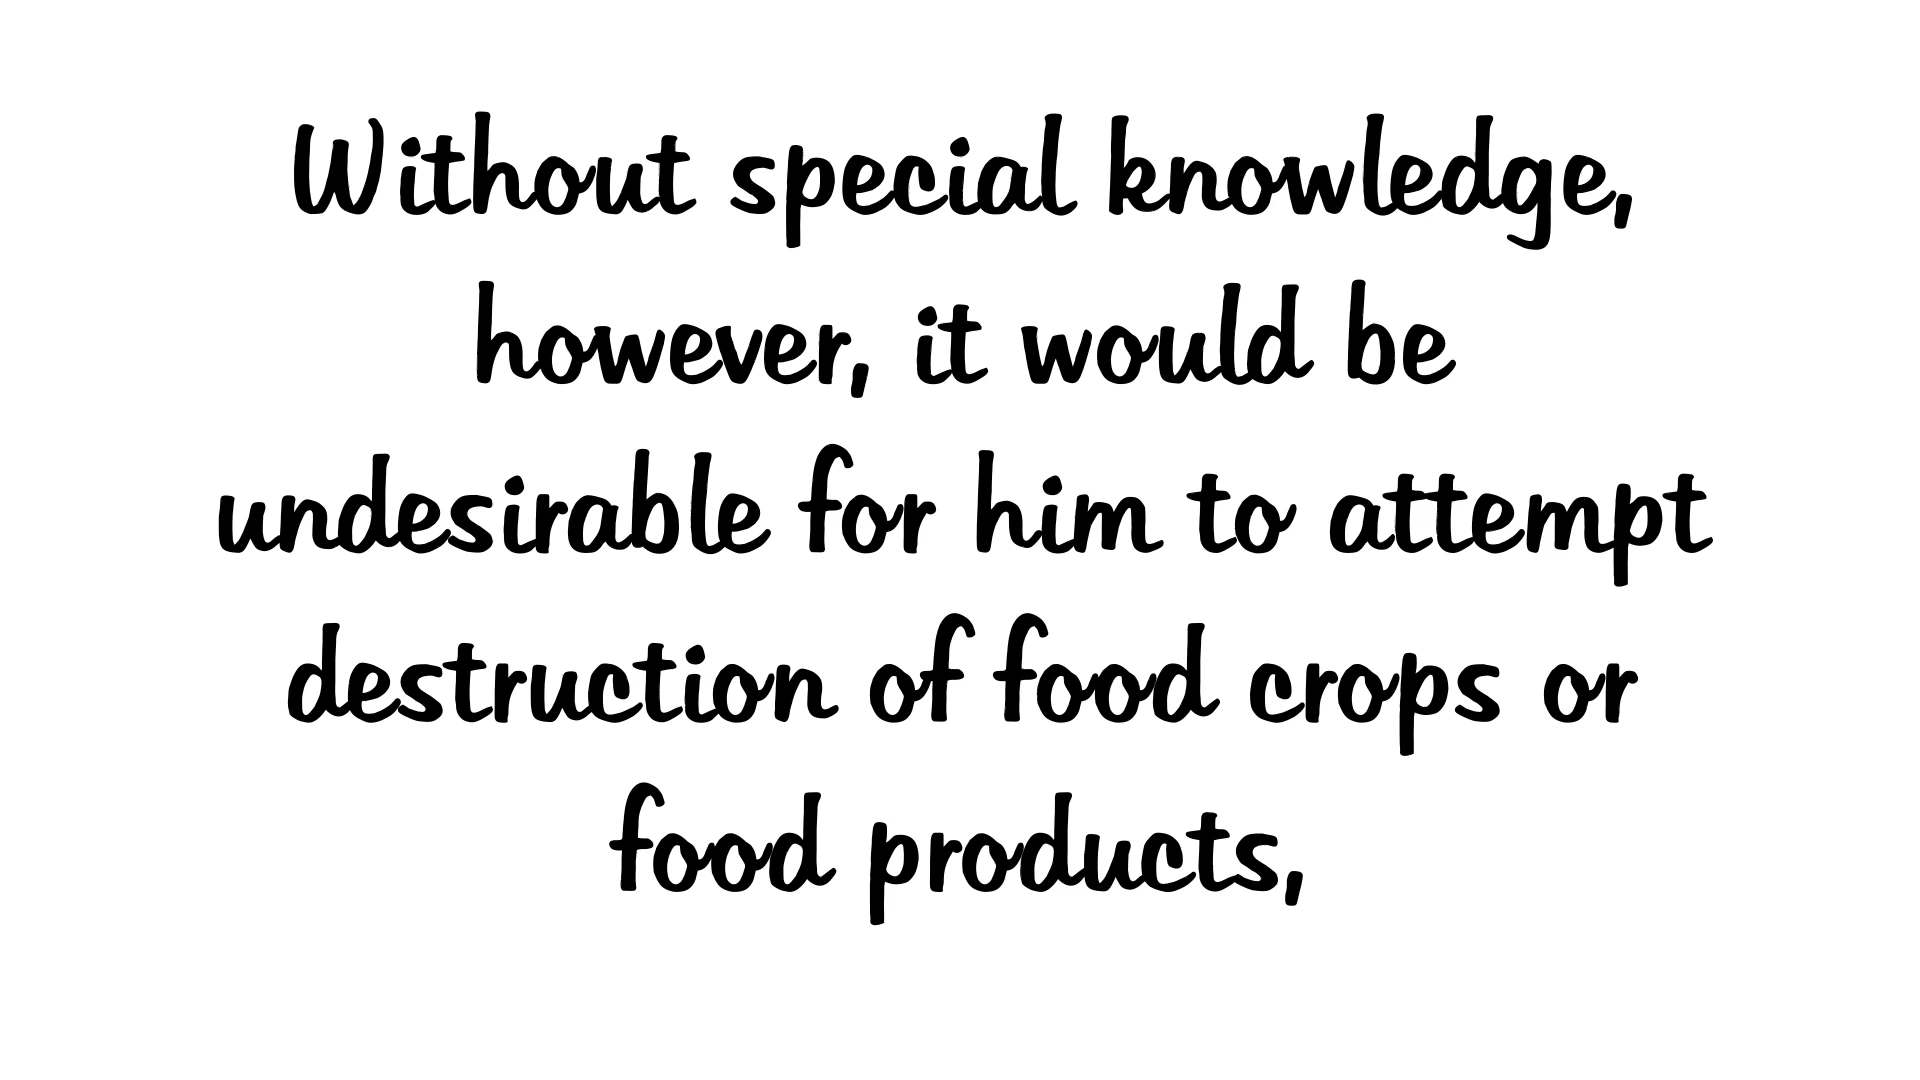 Without special knowledge,
however, it would be
undesirable for him to attempt
destruction of food crops or
food products,